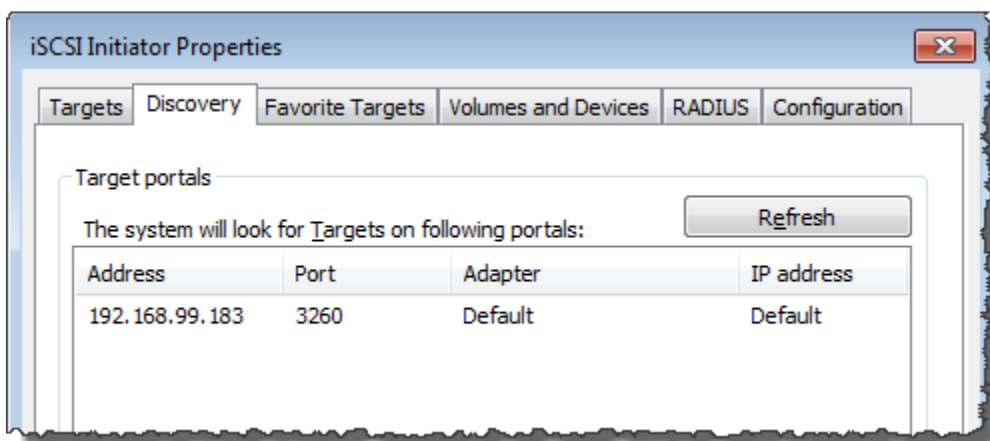 iSCSI Initiator Properties
Targets Discovery Favorite Targets Volumes and Devices RADIUS Configuration
Target portals
Refresh
The system will look for Targets on following portals:
Address Port Adapter IP address
192.168.99.183 3260 Default Default